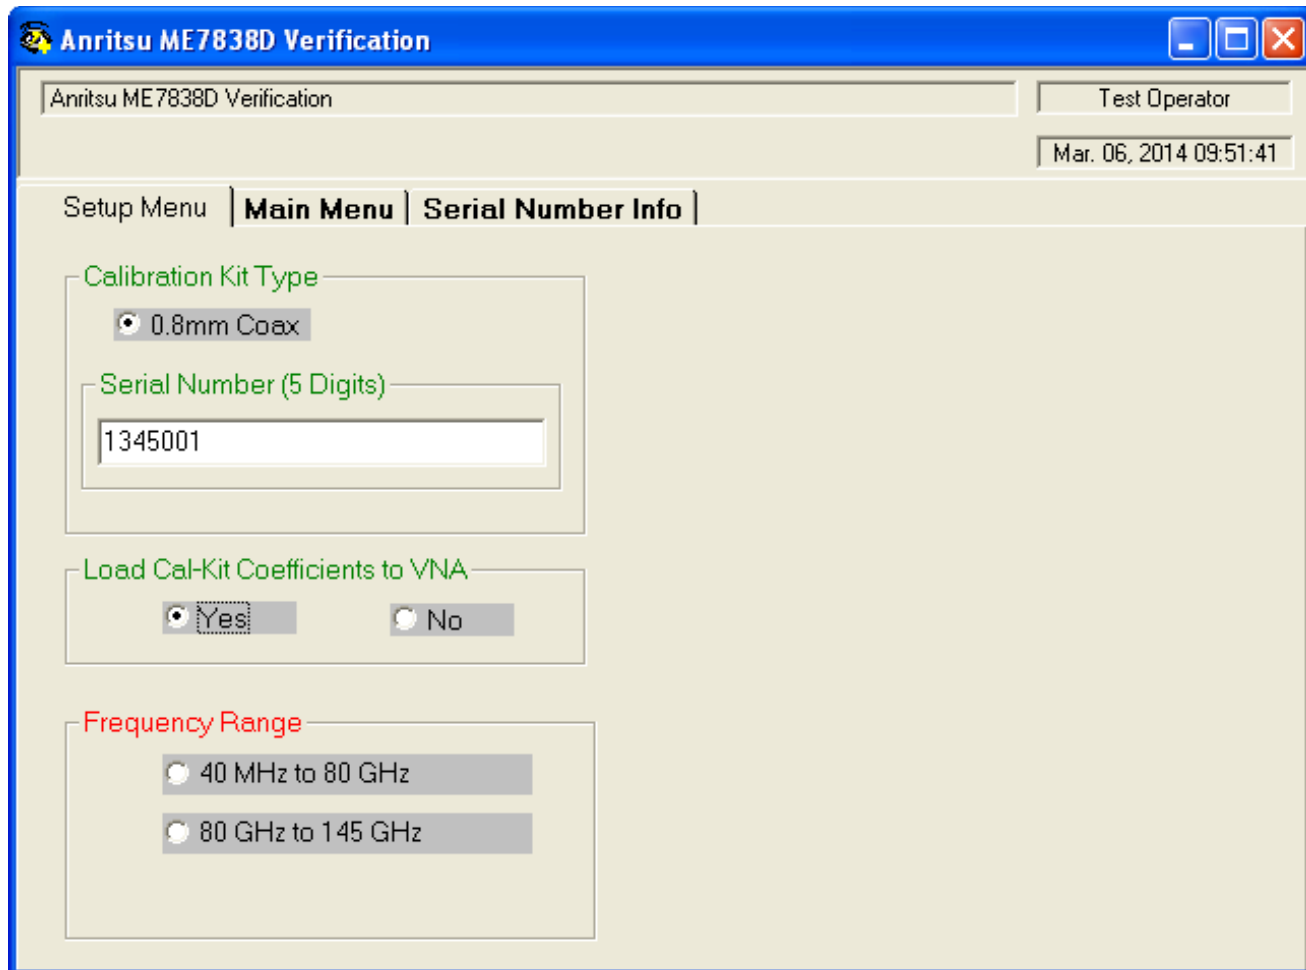 Anritsu ME7838D Verification
Anritsu ME7838D Verification
Test Operator
Mar. 06, 2014 09:51:41
Setup Menu Main Menu Serial Number Info
Calibration Kit Type
0.8mm Coax
Serial Number (5 Digits)
1345001
Load Cal-Kit Coefficients to VNA
Yes No
Frequency Range
40 MHz to 80 GHz
80 GHz to 145 GHz